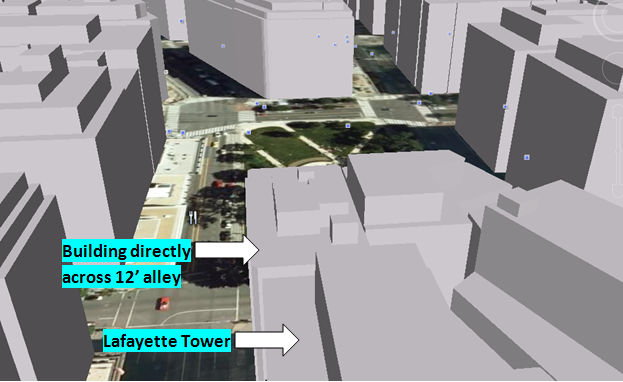 Building directly
across 12’ alley
Lafayette Tower